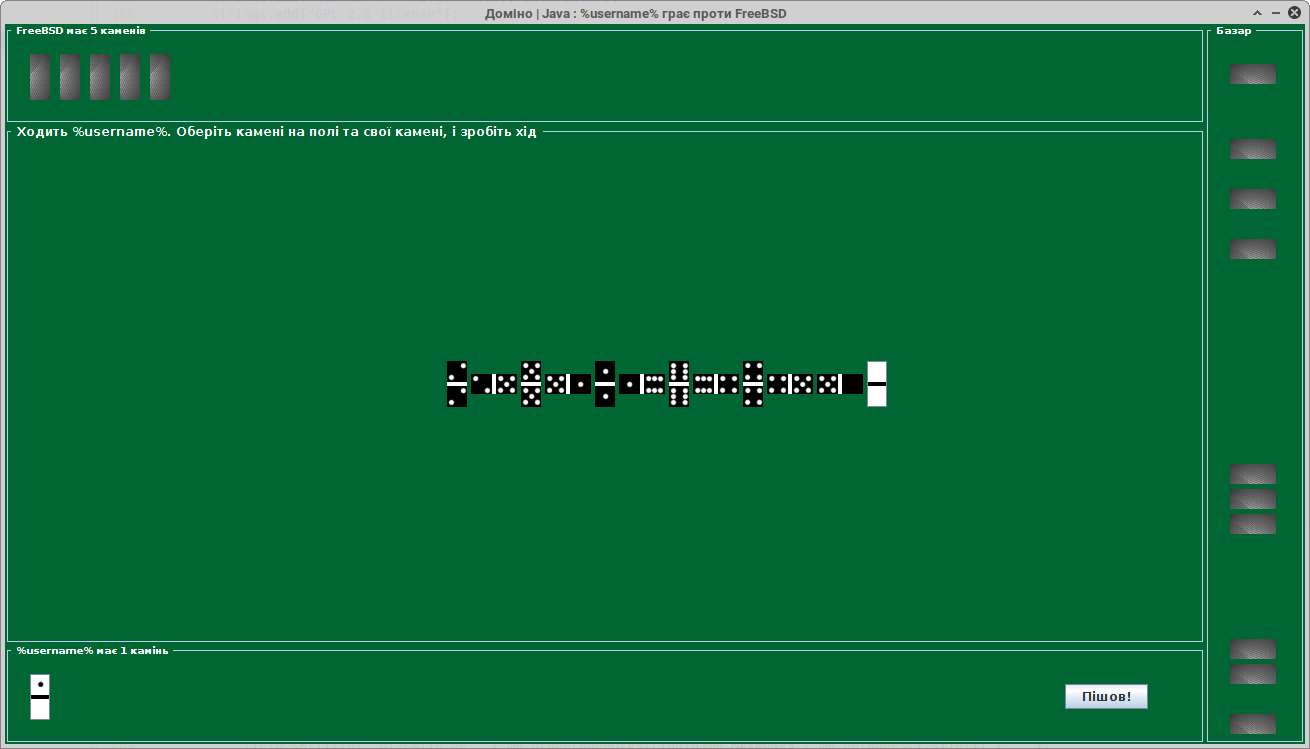 Доміно | Java : %username% грає проти FreeBSD
FreeBSD має 5 каменів
Базар
Ходить %username%. Оберіть камені на полі та свої камені, і зробіть хід
%username% має 1 камінь
Пішов!